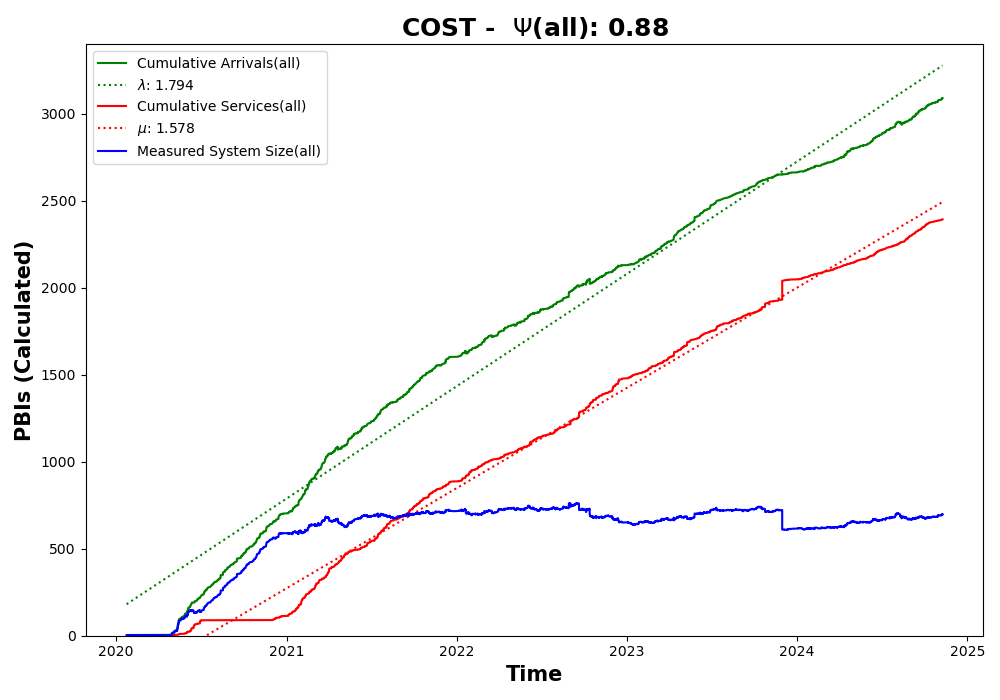 COST - Ψ(all): 0.88
Cumulative Arrivals(all)
λ: 1.794
Cumulative Services(all)
μ: 1.578
Measured System Size(all)
PBIs (Calculated)
3000
2500
2000
1500
1000
500
0
2020
2021
2022
2023
2024
2025
Time